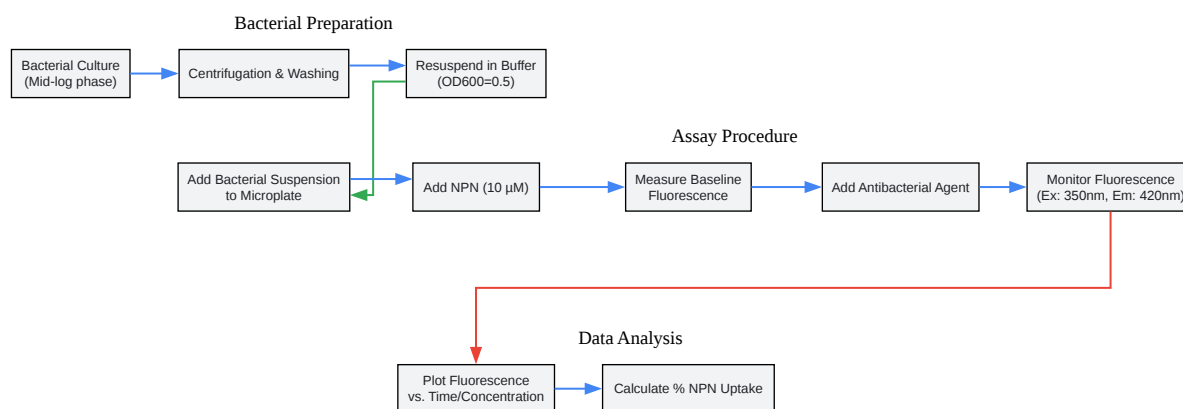 Bacterial Preparation
Bacterial Culture
(Mid-log phase)
Centrifugation & Washing
Resuspend in Buffer
(OD600=0.5)
Assay Procedure
Add Bacterial Suspension
to Microplate
Add NPN (10 µM)
Measure Baseline
Fluorescence
Add Antibacterial Agent
Monitor Fluorescence
(Ex: 350nm, Em: 420nm)
Data Analysis
Plot Fluorescence
vs. Time/Concentration
Calculate % NPN Uptake